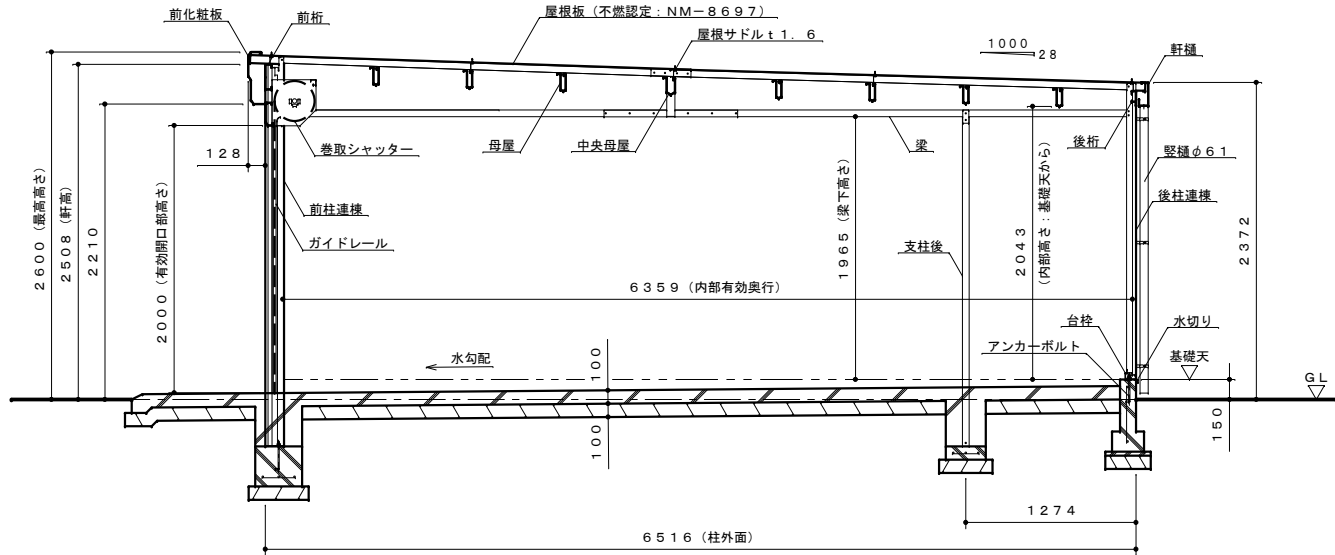 前化粧板
前桁
屋根板（不燃認定：NM－8697）
屋根サドルｔ1．6
1000
28
軒樋
2600（最高高さ）
2508（軒高）
2210
2000（有効開口部高さ）
128
巻取シャッター
母屋
中央母屋
梁
後桁
竪樋φ61
後柱連棟
前柱連棟
ガイドレール
1965（梁下高さ）
支柱後
2043
（内部高さ：基礎天から）
2372
6359（内部有効奥行）
台枠
水切り
アンカーボルト
基礎天
水勾配
100
100
GL
150
1274
6516（柱外面）